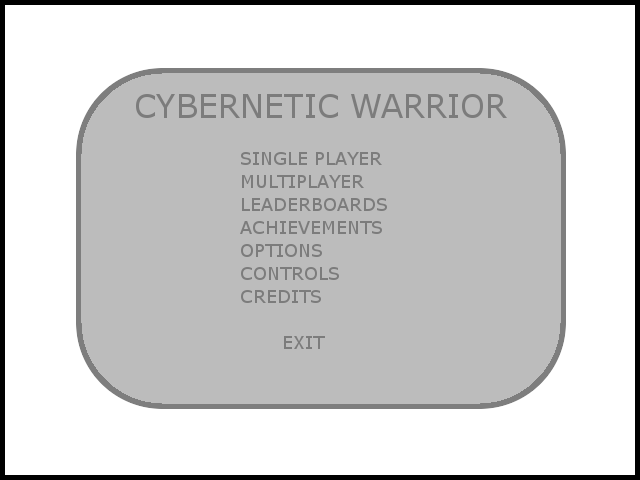 CYBERNETIC WARRIOR
SINGLE PLAYER
MULTIPLAYER
LEADERBOARDS
ACHIEVEMENTS
OPTIONS
CONTROLS
CREDITS
EXIT